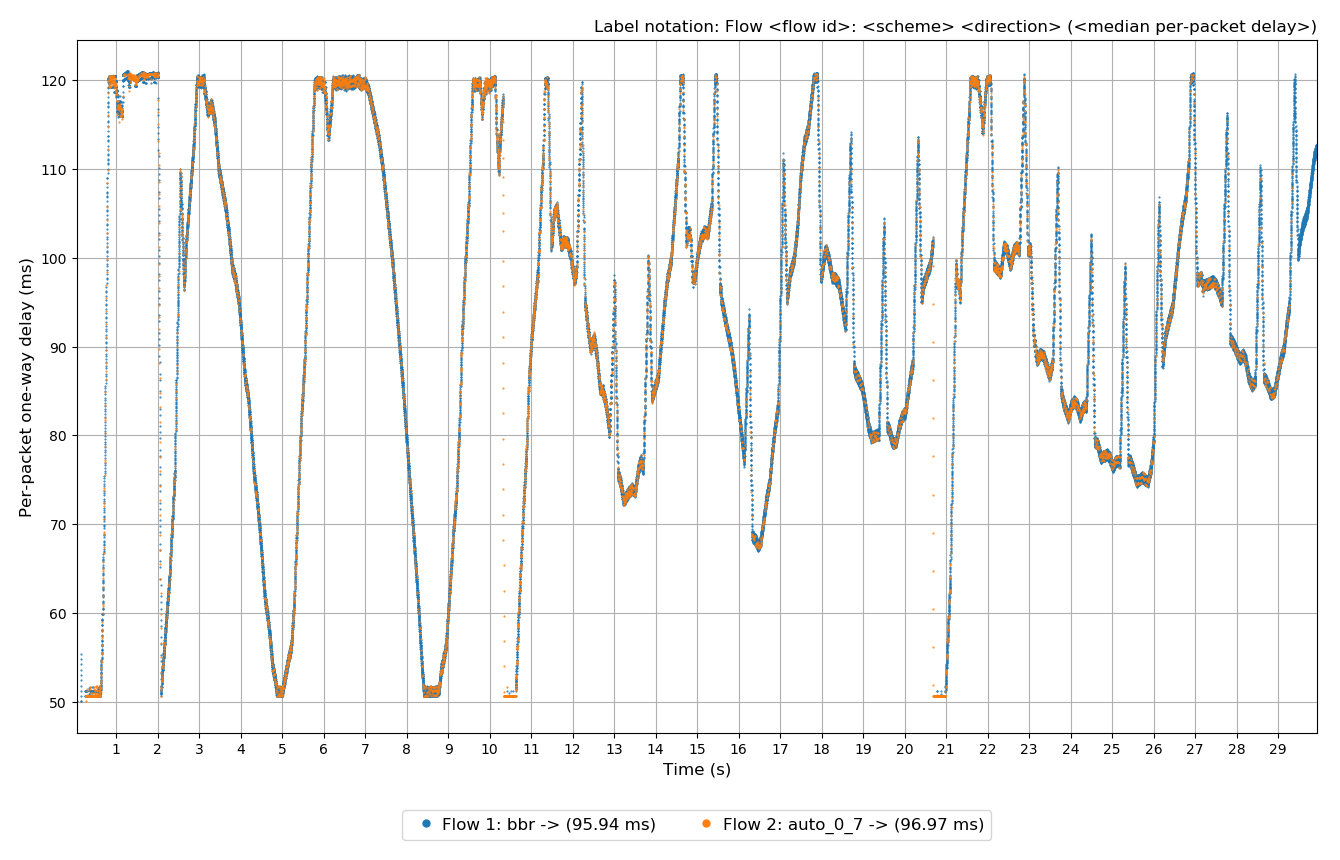 Label notation: Flow <flow id>: <scheme> <direction> (<median per-packet delay>)
Per-packet one-way delay (ms)
120
110
100
90
80
70
60
50
1 2 3 4 5 6 7 8 9 10 11 12 13 14 15 16 17 18 19 20 21 22 23 24 25 26 27 28 29
Time (s)
Flow 1: bbr -> (95.94 ms) Flow 2: auto_0_7 -> (96.97 ms)